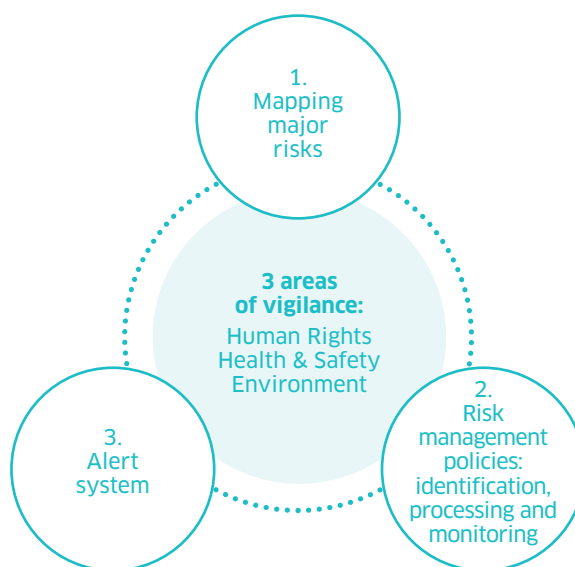 1.
Mapping
major
risks
3 areas
of vigilance:
Human Rights
Health & Safety
Environment
2.
Risk
management
policies:
identification,
processing and
monitoring
3.
Alert
system